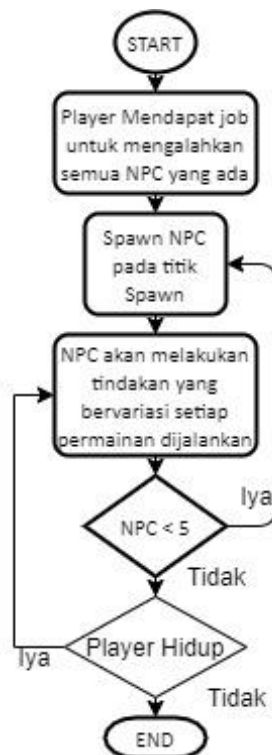 START
Player Mendapat job
untuk mengalahkan
semua NPC yang ada
Spawn NPC
pada titik
Spawn
NPC akan melakukan
tindakan yang
bervariasi setiap
permainan dijalankan
Iya
NPC < 5
Tidak
Player Hidup
Iya
Tidak
END